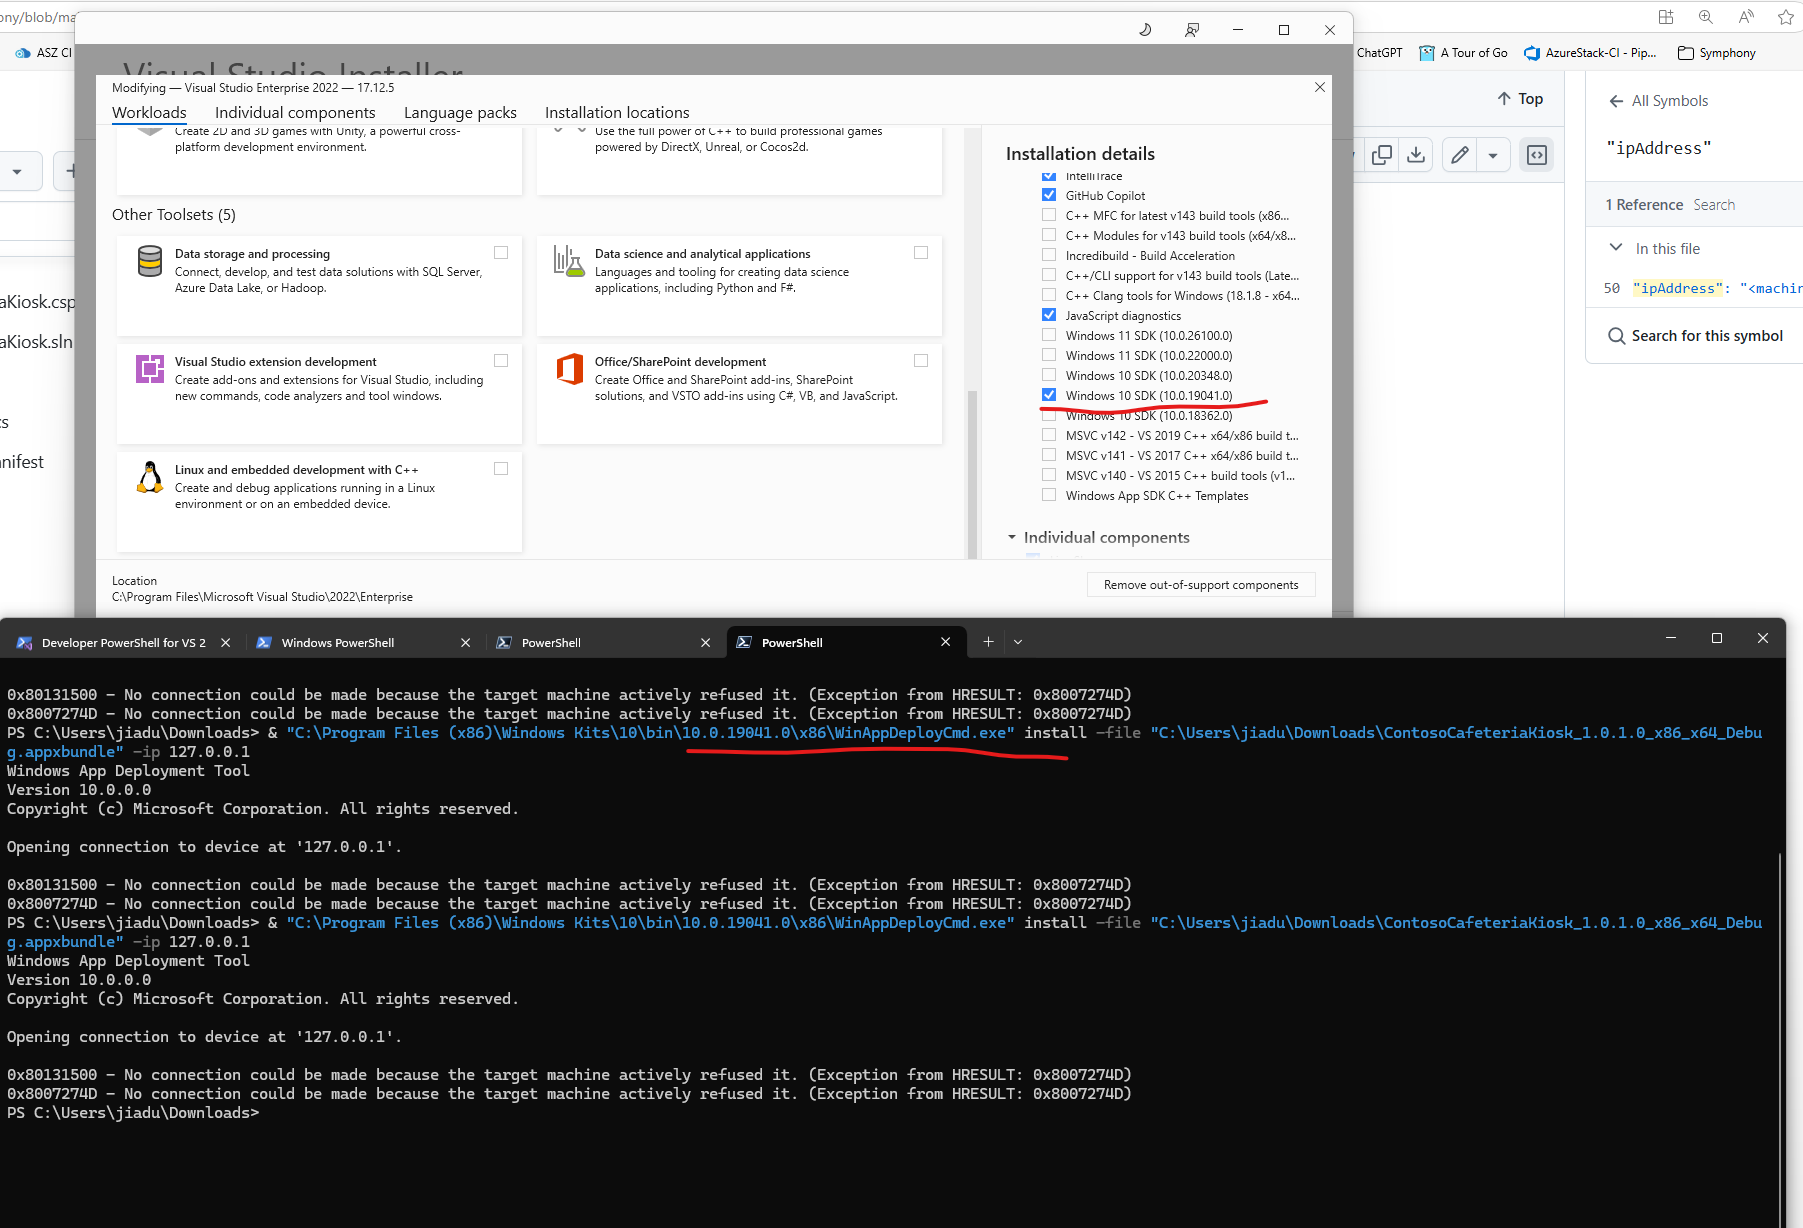 ony/blob/ma
ASZ CI
ChatGPT
A Tour of Go
AzureStack-CI - Pip...
Symphony
Visual Studio Installer
Modifying — Visual Studio Enterprise 2022 — 17.12.5
Workloads
Individual components
Language packs
Installation locations
Create 2D and 3D games with Unity, a powerful cross-
platform development environment.
Use the full power of C++ to build professional games
powered by DirectX, Unreal, or Cocos2d.
Other Toolsets (5)
Data storage and processing
Connect, develop, and test data solutions with SQL Server,
Azure Data Lake, or Hadoop.
Data science and analytical applications
Languages and tooling for creating data science
applications, including Python and F#.
Visual Studio extension development
Create add-ons and extensions for Visual Studio, including
new commands, code analyzers and tool windows.
Office/SharePoint development
Create Office and SharePoint add-ins, SharePoint
solutions, and VSTO add-ins using C#, VB, and JavaScript.
Linux and embedded development with C++
Create and debug applications running in a Linux
environment or on an embedded device.
Installation details
IntelliTrace
GitHub Copilot
C++ MFC for latest v143 build tools (x86...
C++ Modules for v143 build tools (x64/x8...
Incredibuild - Build Acceleration
C++/CLI support for v143 build tools (Late...
C++ Clang tools for Windows (18.1.8 - x64...
JavaScript diagnostics
Windows 11 SDK (10.0.26100.0)
Windows 11 SDK (10.0.22000.0)
Windows 10 SDK (10.0.20348.0)
Windows 10 SDK (10.0.19041.0)
Windows 10 SDK (10.0.18362.0)
MSVC v142 - VS 2019 C++ x64/x86 build t...
MSVC v141 - VS 2017 C++ x64/x86 build t...
MSVC v140 - VS 2015 C++ build tools (v1...
Windows App SDK C++ Templates
Individual components
Location
C:\Program Files\Microsoft Visual Studio\2022\Enterprise
Remove out-of-support components
aKiosk.csp
aKiosk.sln
cs
nifest
Top
All Symbols
"ipAddress"
1 Reference Search
In this file
50 "ipAddress": "<machin
Search for this symbol
Developer PowerShell for VS 2
Windows PowerShell
PowerShell
PowerShell
0x80131500 - No connection could be made because the target machine actively refused it. (Exception from HRESULT: 0x8007274D)
0x8007274D - No connection could be made because the target machine actively refused it. (Exception from HRESULT: 0x8007274D)
PS C:\Users\jiadu\Downloads> & "C:\Program Files (x86)\Windows Kits\10\bin\10.0.19041.0\x86\WinAppDeployCmd.exe" install -file "C:\Users\jiadu\Downloads\ContosoCafeteriaKiosk_1.0.1.0_x86_x64_Debu
g.appxbundle" -ip 127.0.0.1
Windows App Deployment Tool
Version 10.0.0.0
Copyright (c) Microsoft Corporation. All rights reserved.
Opening connection to device at '127.0.0.1'.
0x80131500 - No connection could be made because the target machine actively refused it. (Exception from HRESULT: 0x8007274D)
0x8007274D - No connection could be made because the target machine actively refused it. (Exception from HRESULT: 0x8007274D)
PS C:\Users\jiadu\Downloads> & "C:\Program Files (x86)\Windows Kits\10\bin\10.0.19041.0\x86\WinAppDeployCmd.exe" install -file "C:\Users\jiadu\Downloads\ContosoCafeteriaKiosk_1.0.1.0_x86_x64_Debu
g.appxbundle" -ip 127.0.0.1
Windows App Deployment Tool
Version 10.0.0.0
Copyright (c) Microsoft Corporation. All rights reserved.
Opening connection to device at '127.0.0.1'.
0x80131500 - No connection could be made because the target machine actively refused it. (Exception from HRESULT: 0x8007274D)
0x8007274D - No connection could be made because the target machine actively refused it. (Exception from HRESULT: 0x8007274D)
PS C:\Users\jiadu\Downloads>